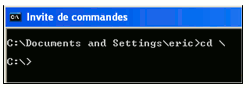 Invite de commandes
C:\Documents and Settings\eric>cd \
C:\>